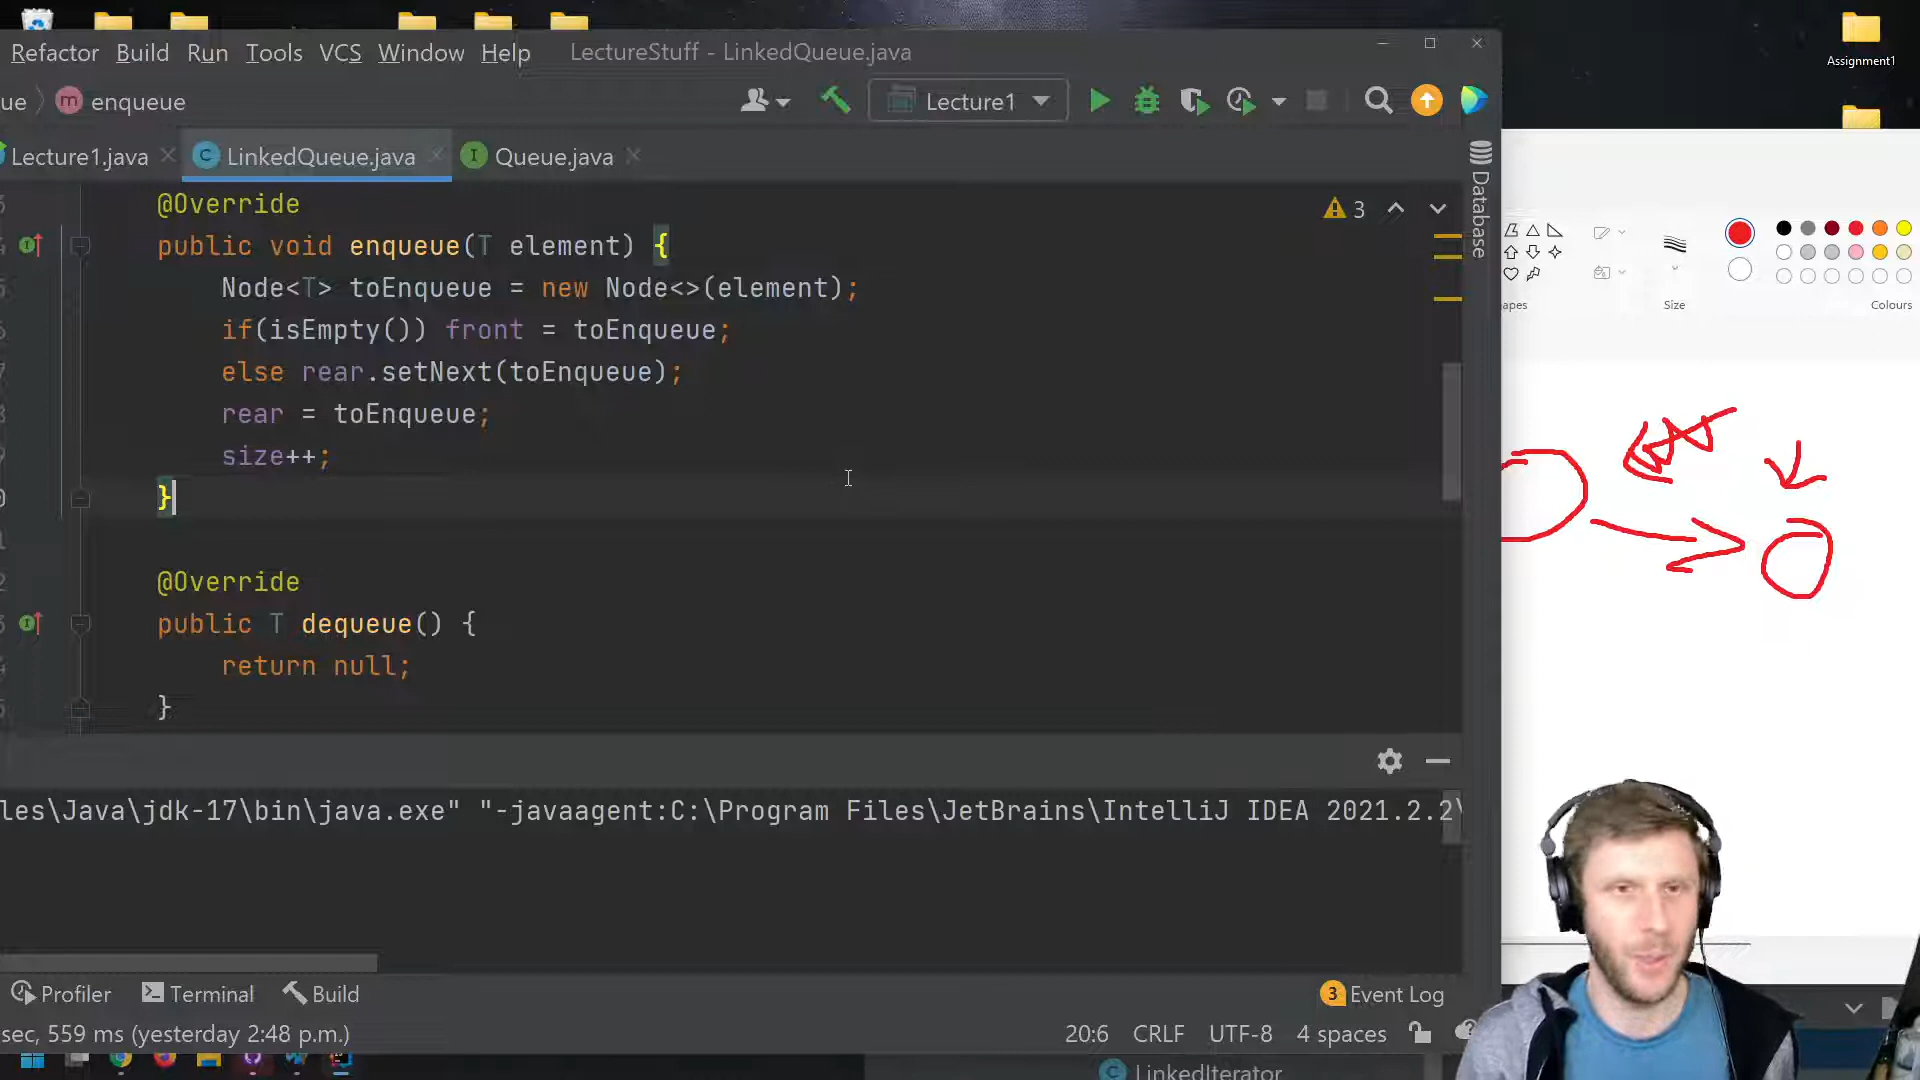 Assignment1
Refactor Build Run Tools VCS Window Help LectureStuff - LinkedQueue.java
ue m enqueue Lecture1
Lecture1.java C LinkedQueue.java I Queue.java
Database
@Override 3
public void enqueue(T element) {
Node<T> toEnqueue = new Node<>(element);
if(isEmpty()) front = toEnqueue;
else rear.setNext(toEnqueue);
rear = toEnqueue;
size++;
}
@Override
public T dequeue() {
return null;
}
apes Size Colours
les\Java\jdk-17\bin\java.exe" "-javaagent:C:\Program Files\JetBrains\IntelliJ IDEA 2021.2.2\
Profiler Terminal Build 3 Event Log
sec, 559 ms (yesterday 2:48 p.m.) 20:6 CRLF UTF-8 4 spaces
C LinkedIterator